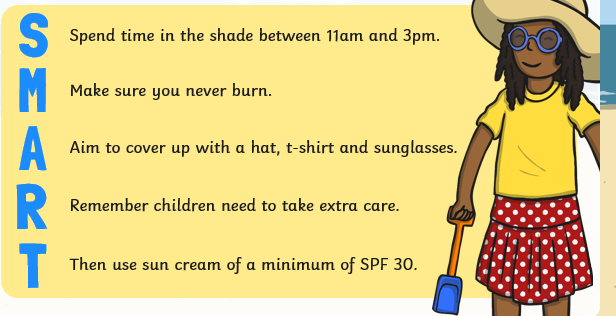 S Spend time in the shade between 11am and 3pm.
M Make sure you never burn.
A Aim to cover up with a hat, t-shirt and sunglasses.
R Remember children need to take extra care.
T Then use sun cream of a minimum of SPF 30.